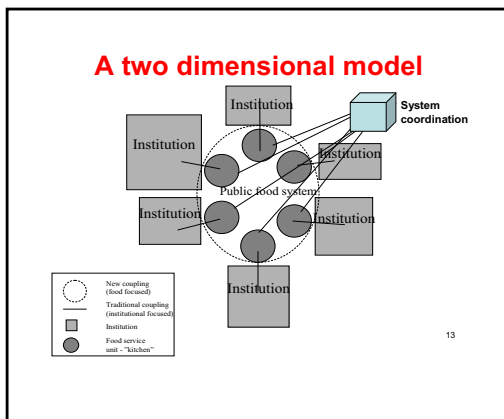 A two dimensional model
Institution
System
coordination
Institution
Institution
Public food system
Institution
Institution
Institution
New coupling
(food focused)
Traditional coupling
(institutional focused)
Institution
Food service
unit - "kitchen"
13